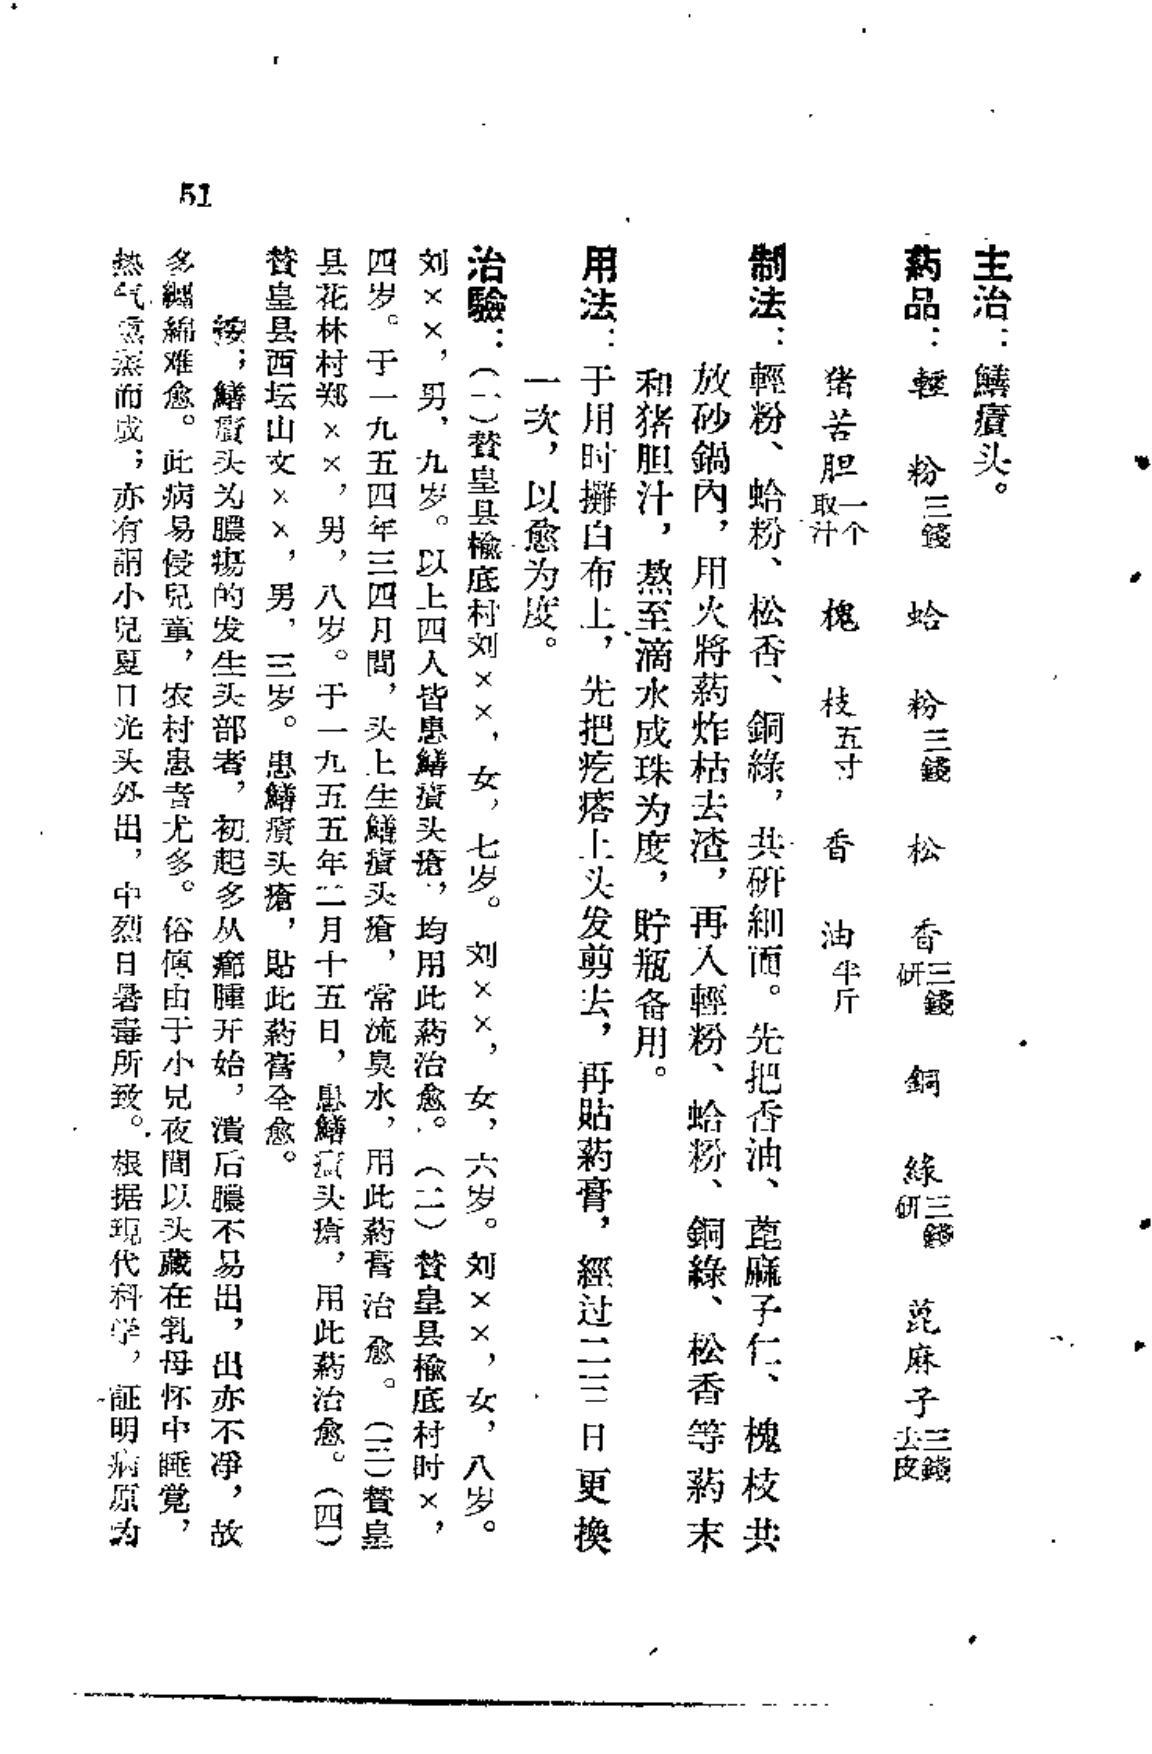 主治：鱔㿈头。
葯品：輕粉三錢 蛤粉三錢 松香三錢研 銅綠三錢研 蓖麻子三錢去皮
猪苦胆一个取汁 槐枝五寸 香油半斤
制法：輕粉、蛤粉、松香、銅綠，共研細面。先把香油、蓖麻子仁、槐枝共
放砂鍋內，用火將葯炸枯去渣，再入輕粉、蛤粉、銅綠、松香等葯末
和猪胆汁，熬至滴水成珠为度，貯瓶备用。
用法：于用时攤白布上，先把疙瘩上头发剪去，再貼葯膏，經过二三日更換
一次，以愈为度。
治驗：（一）贊皇县楡底村刘××，女，七岁。刘××，女，六岁。刘××，女，八岁。
刘××，男，九岁。以上四人皆患鱔㿈头瘡，均用此葯治愈。（二）贊皇县楡底村时×，
四岁。于一九五四年三四月間，头上生鱔㿈头瘡，常流臭水，用此葯膏治愈。（三）贊皇
县花林村郑××，男，八岁。于一九五五年二月十五日，患鱔㿈头瘡，用此葯治愈。（四）
贊皇县西坛山文××，男，三岁。患鱔㿈头瘡，貼此葯膏全愈。
按；鱔㿈头为膿瘍的发生头部者，初起多从癤腫开始，潰后膿不易出，出亦不凈，故
多纏綿难愈。此病易侵兒童，农村患者尤多。俗傳由于小兒夜間以头藏在乳母怀中睡覚，
热气熏蒸而成；亦有謂小兒夏日光头外出，中烈日暑毒所致。根据现代科学，証明病原为
51